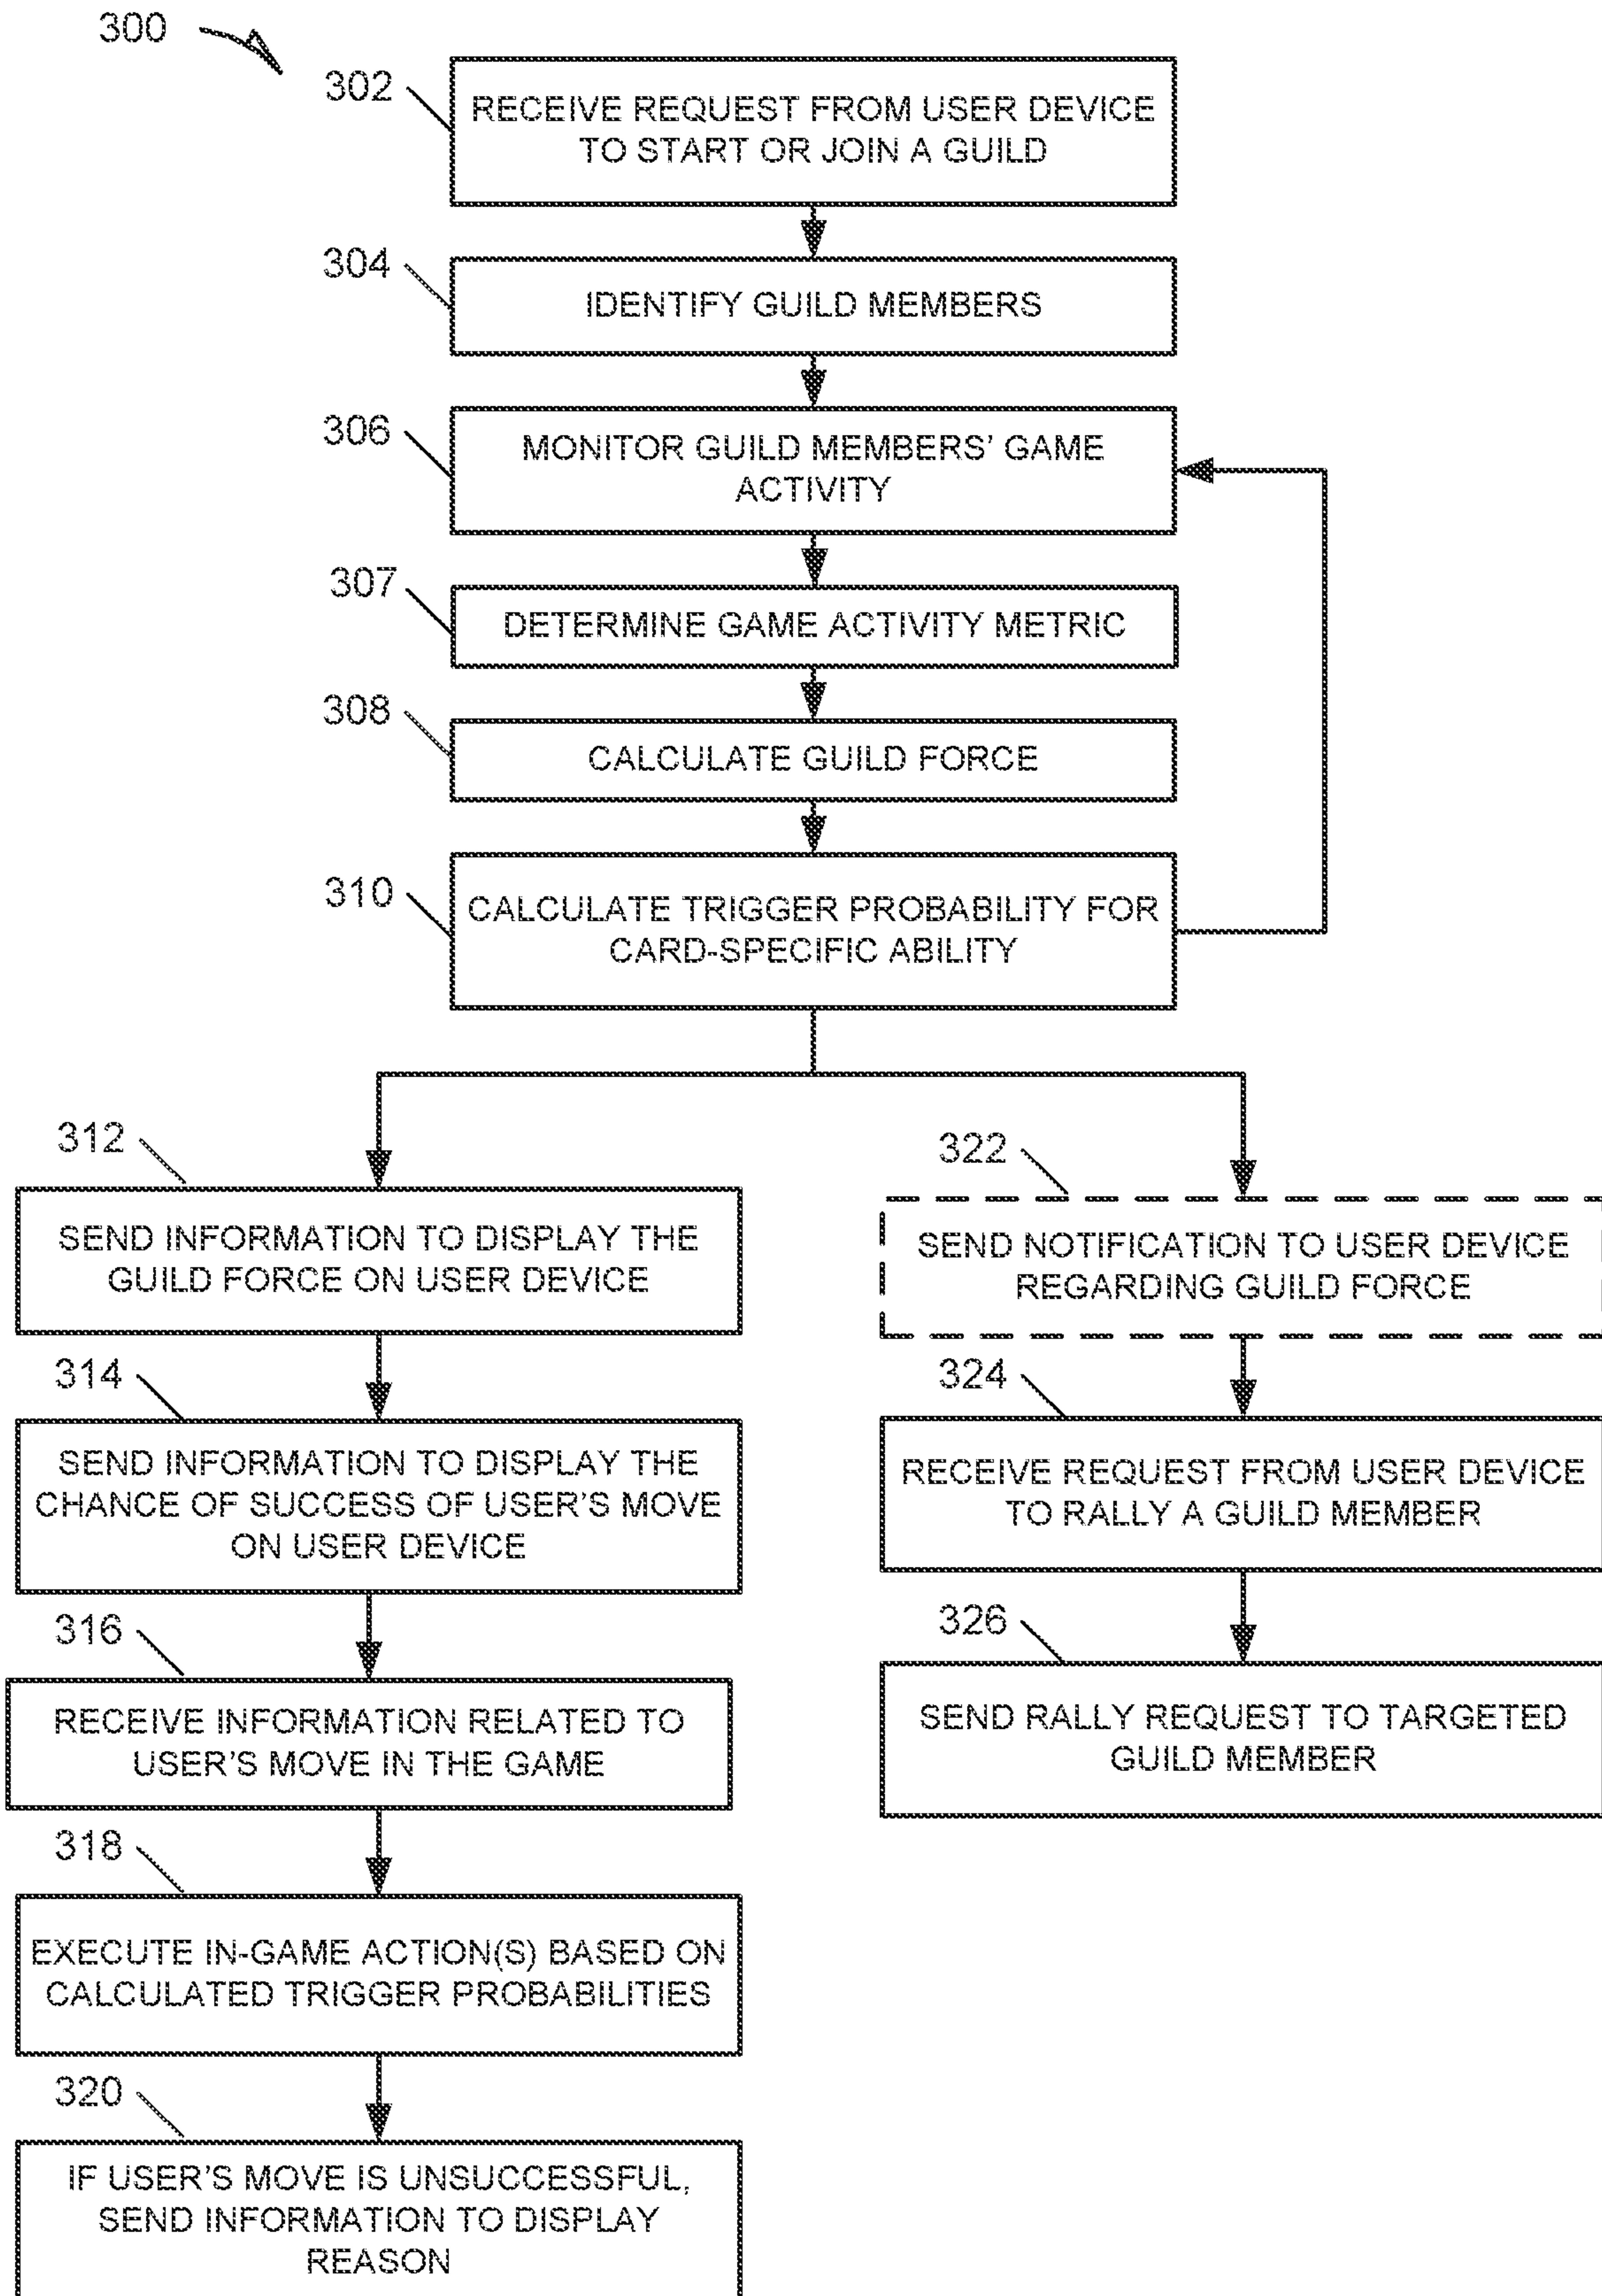 300
302
RECEIVE REQUEST FROM USER DEVICE
TO START OR JOIN A GUILD
304
IDENTIFY GUILD MEMBERS
306
MONITOR GUILD MEMBERS' GAME
ACTIVITY
307
DETERMINE GAME ACTIVITY METRIC
308
CALCULATE GUILD FORCE
310
CALCULATE TRIGGER PROBABILITY FOR
CARD-SPECIFIC ABILITY
312
SEND INFORMATION TO DISPLAY THE
GUILD FORCE ON USER DEVICE
314
SEND INFORMATION TO DISPLAY THE
CHANCE OF SUCCESS OF USER'S MOVE
ON USER DEVICE
316
RECEIVE INFORMATION RELATED TO
USER'S MOVE IN THE GAME
318
EXECUTE IN-GAME ACTION(S) BASED ON
CALCULATED TRIGGER PROBABILITIES
320
IF USER'S MOVE IS UNSUCCESSFUL,
SEND INFORMATION TO DISPLAY
REASON
322
SEND NOTIFICATION TO USER DEVICE
REGARDING GUILD FORCE
324
RECEIVE REQUEST FROM USER DEVICE
TO RALLY A GUILD MEMBER
326
SEND RALLY REQUEST TO TARGETED
GUILD MEMBER